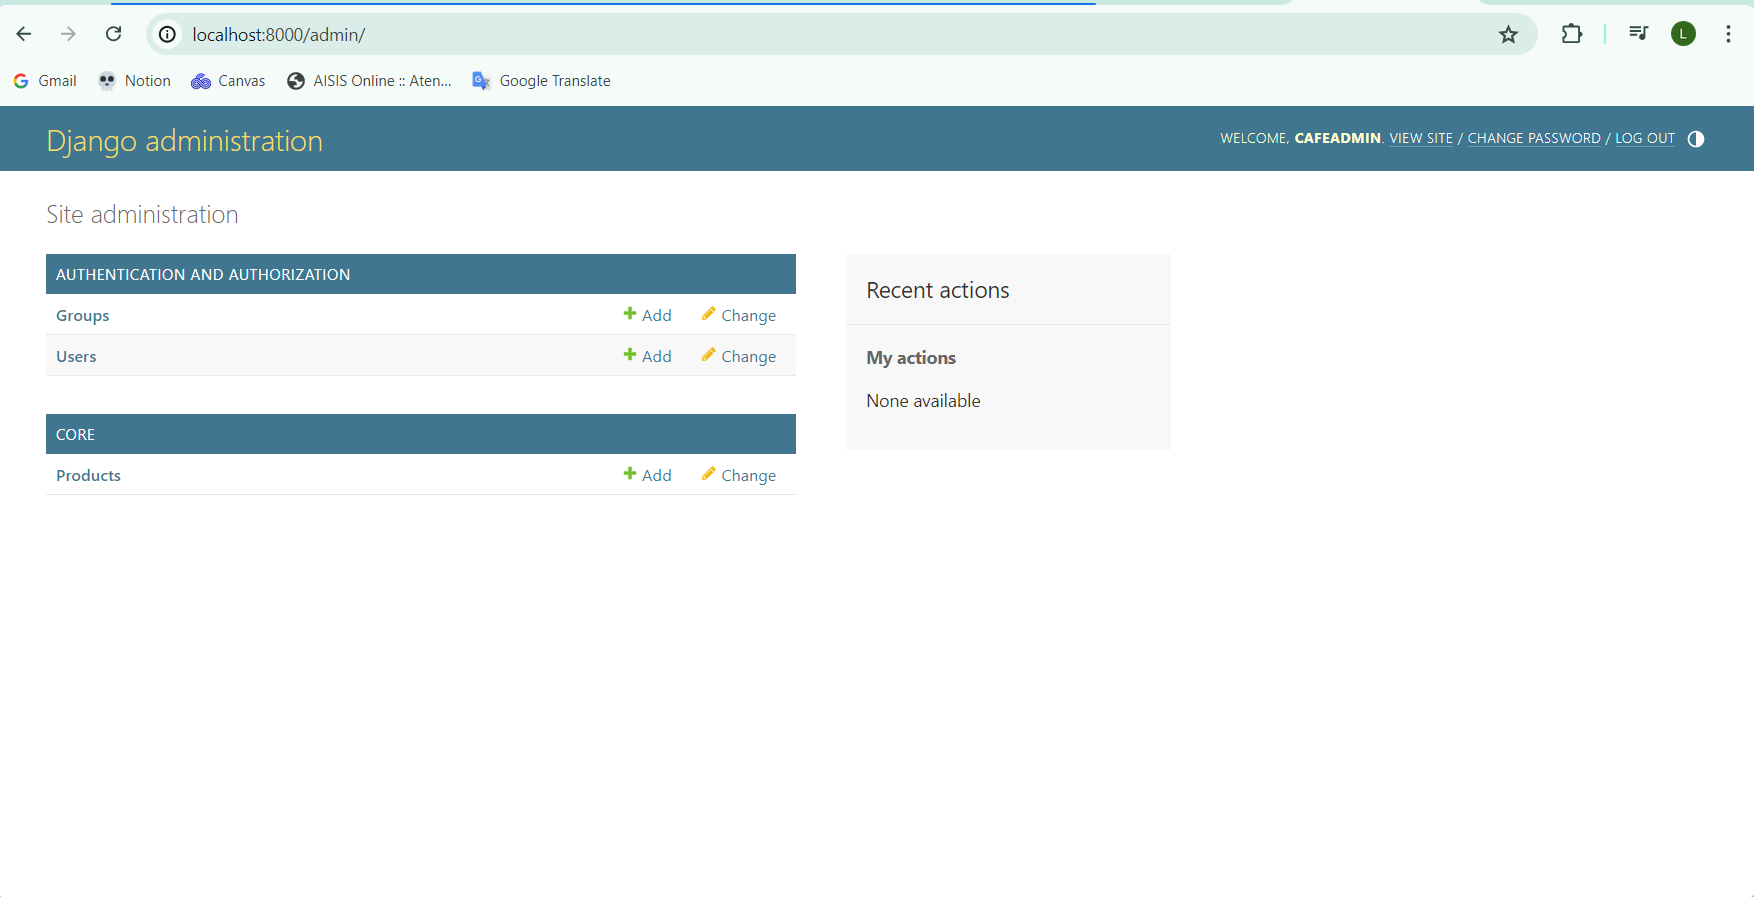 localhost:8000/admin/
L
Gmail Notion Canvas AISIS Online :: Aten... Google Translate
Django administration
WELCOME, CAFEADMIN. VIEW SITE / CHANGE PASSWORD / LOG OUT
Site administration
AUTHENTICATION AND AUTHORIZATION
Groups Add Change
Users Add Change
CORE
Products Add Change
Recent actions
My actions
None available